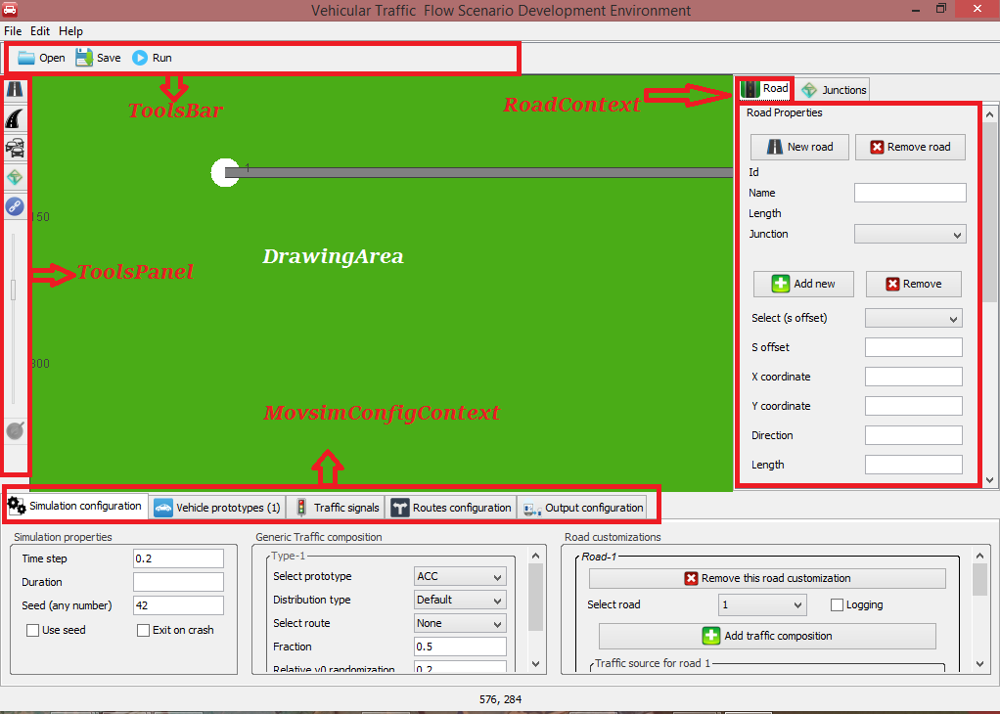 Vehicular Traffic Flow Scenario Development Environment
File Edit Help
Open Save Run
ToolsBar
RoadContext
Road Junctions
Road Properties
New road Remove road
Id
Name
Length
Junction
1
150
DrawingArea
ToolsPanel
Add new Remove
Select (s offset)
S offset
X coordinate
300
Y coordinate
MovsimConfigContext
Direction
Length
Simulation configuration Vehicle prototypes (1) Traffic signals Routes configuration Output configuration
Simulation properties
Time step 0.2
Duration
Seed (any number) 42
Use seed Exit on crash
Generic Traffic composition
Type-1
Select prototype ACC
Distribution type Default
Select route None
Fraction 0.5
Relative v0 randomization 0.2
Road customizations
Road-1
Remove this road customization
Select road 1 Logging
Add traffic composition
Traffic source for road 1
576, 284